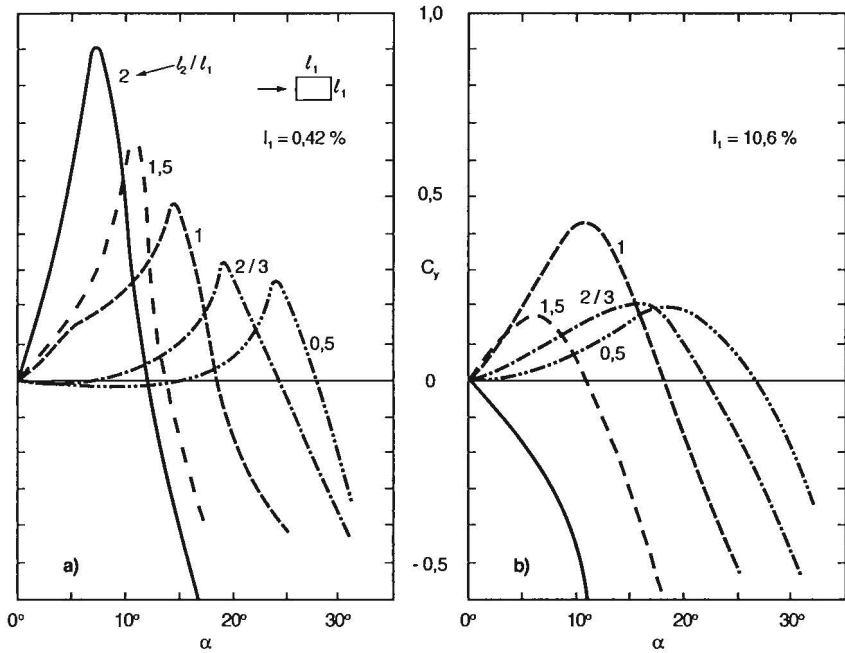 2
l₂/l₁
l₁
l₁
I₁ = 0,42 %
1,5
1
2/3
0,5
a)
0°
10°
20°
30°
α
1,0
0,5
C_y
0
- 0,5
I₁ = 10,6 %
1
1,5
2/3
0,5
b)
0°
10°
20°
30°
α